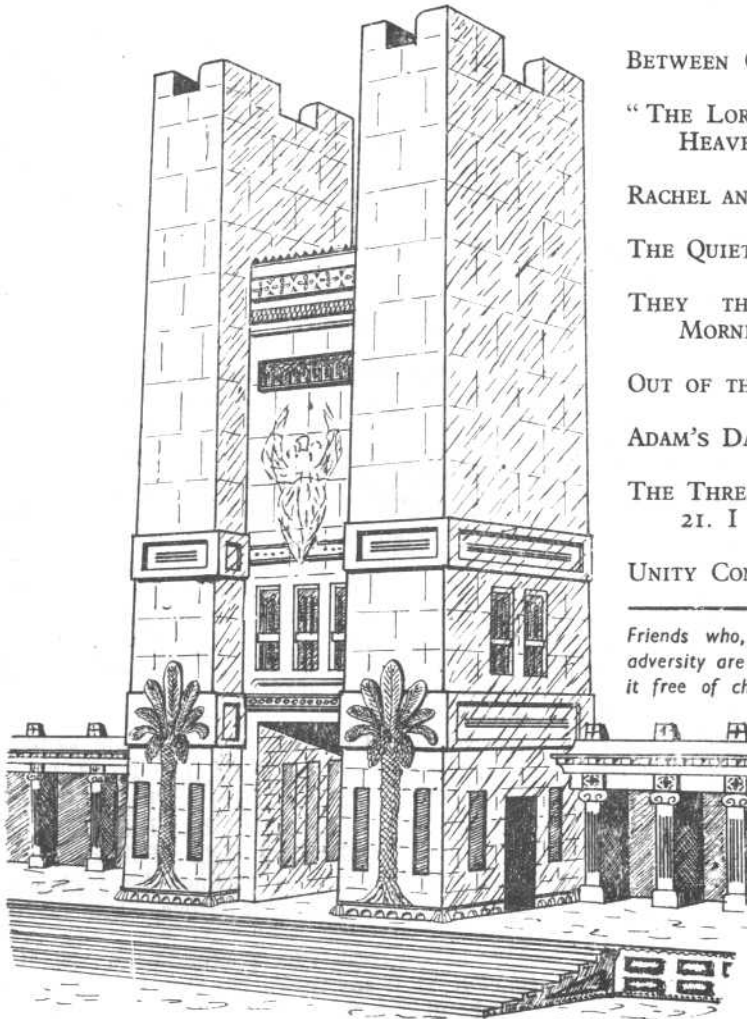 BETWEEN
“ THE LOR
HEAVE
RACHEL AN
THE QUIET
THEY TH
MORNI
OUT OF TH
ADAM'S DA
THE THRE
21. I
UNITY CON
Friends who,
adversity are
it free of ch